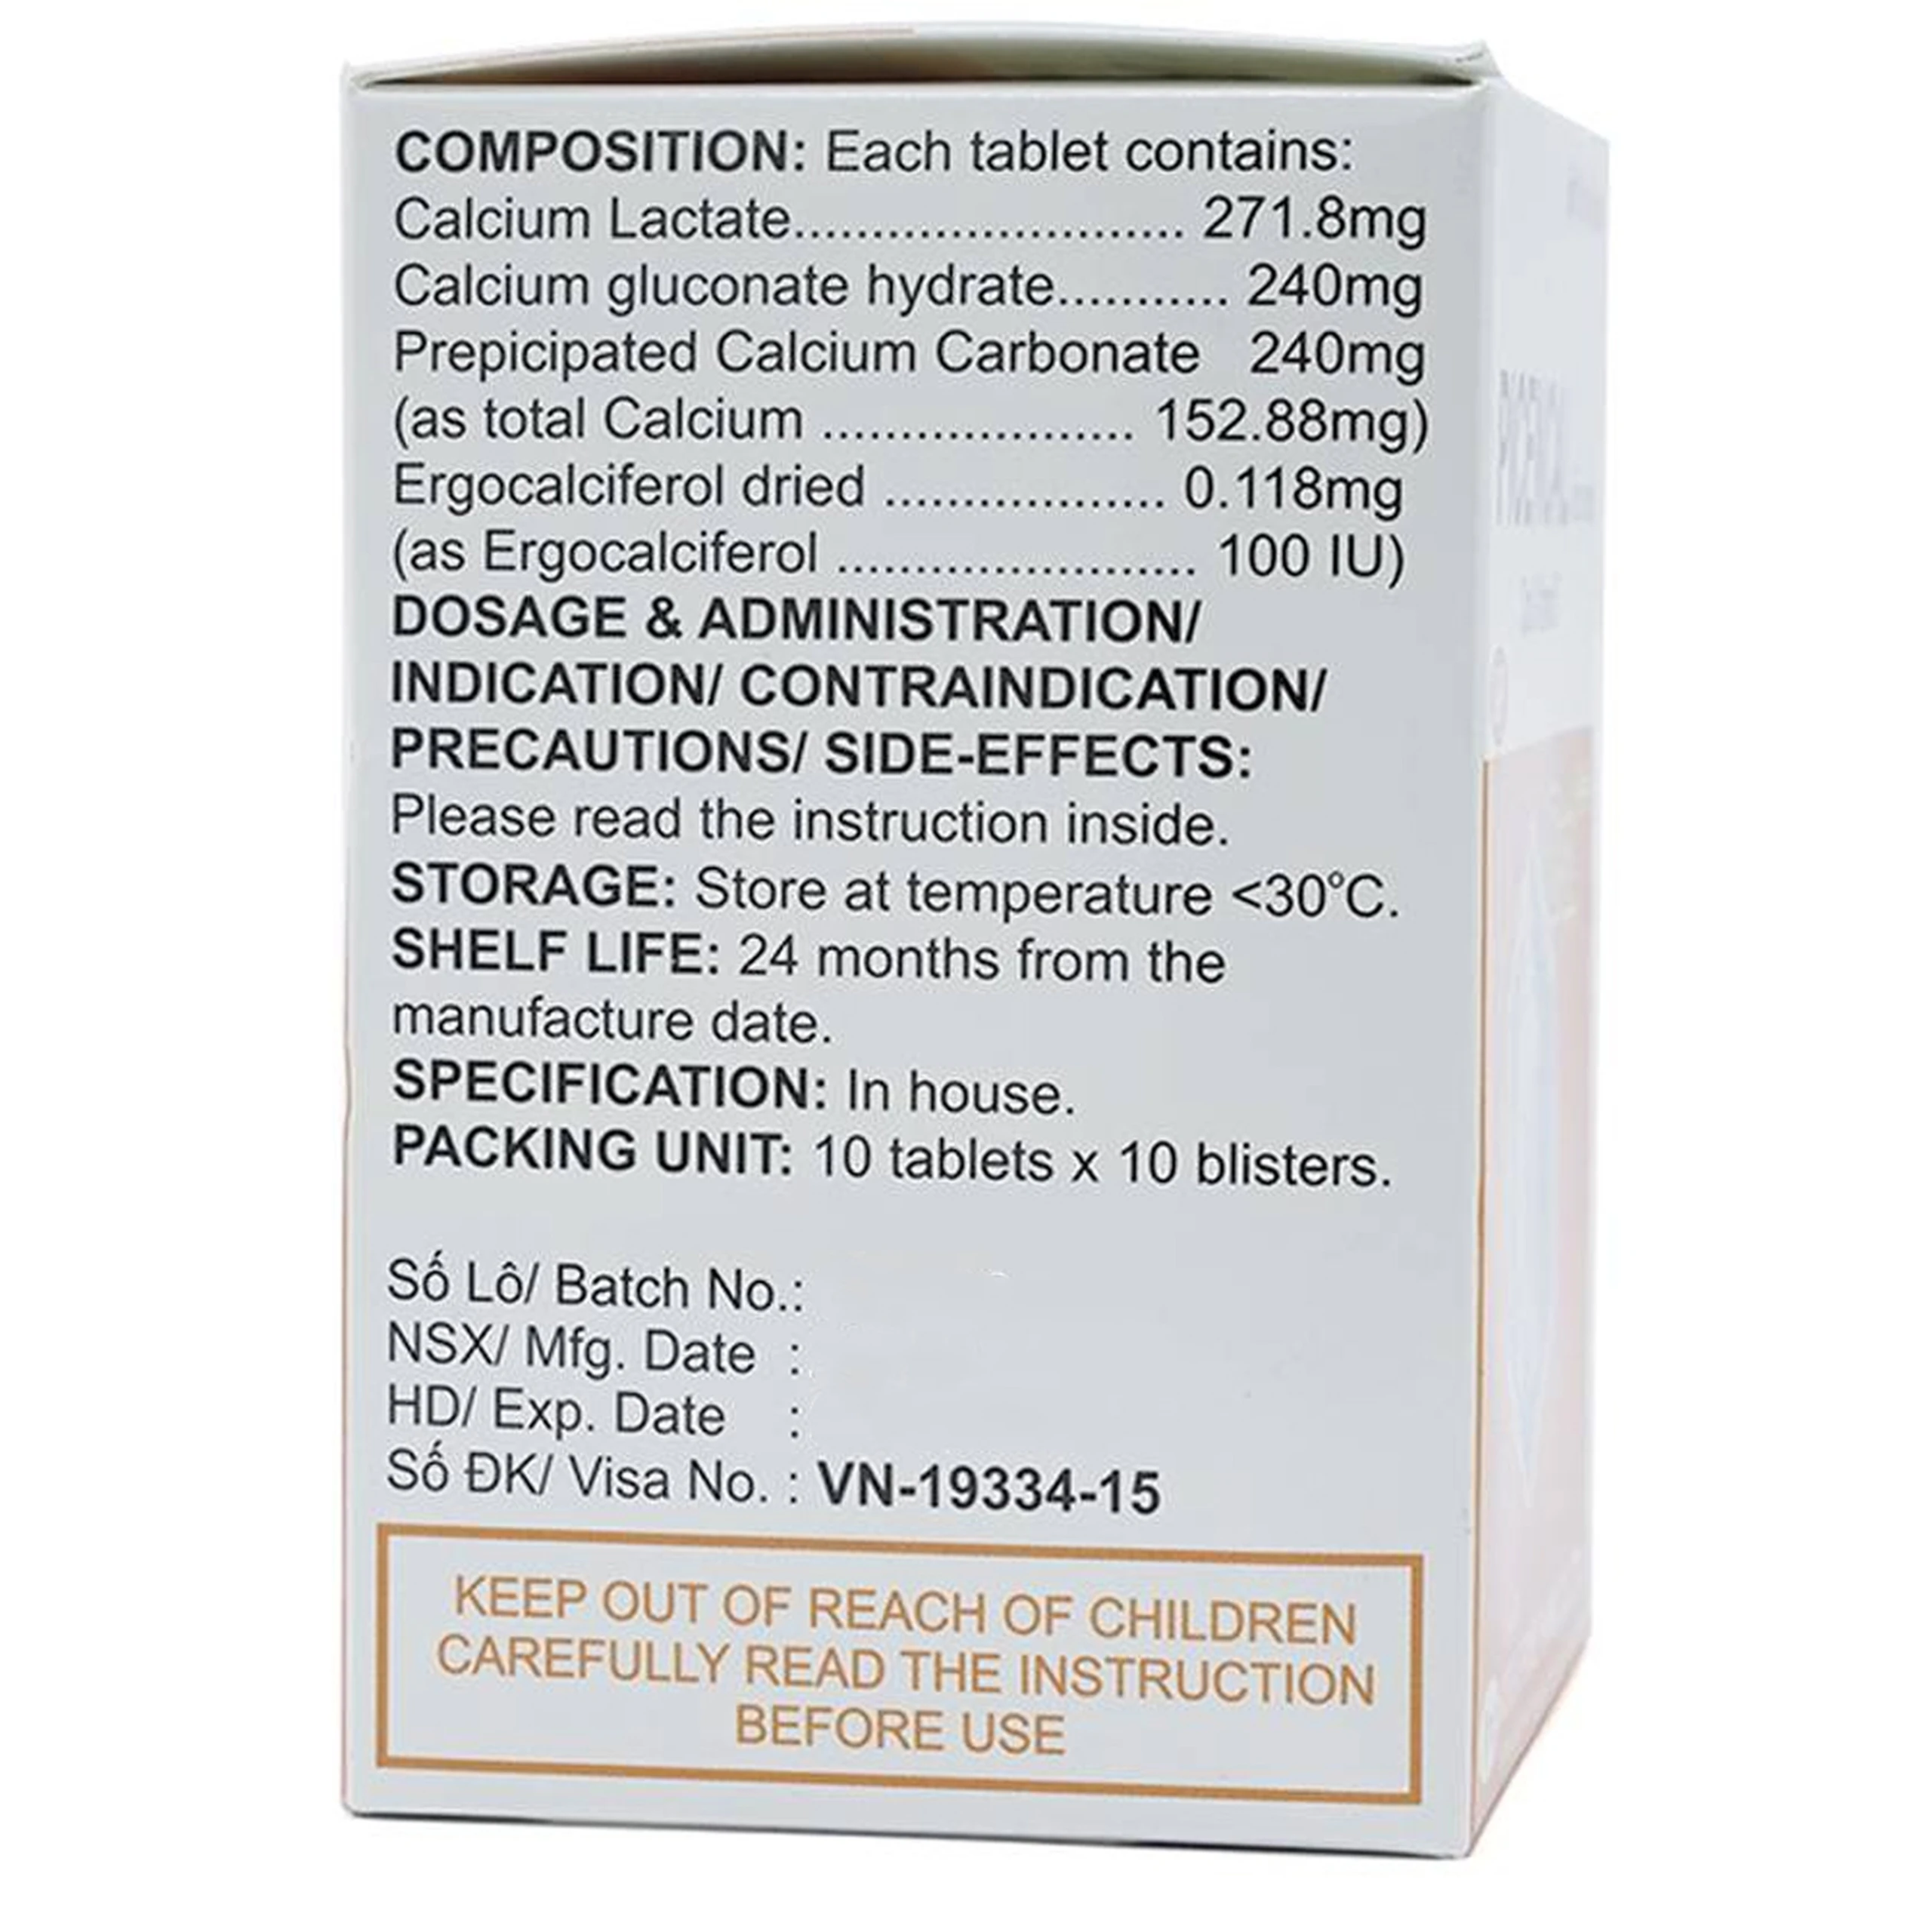 COMPOSITION: Each tablet contains:
Calcium Lactate......................... 271.8mg
Calcium gluconate hydrate........... 240mg
Prepicipated Calcium Carbonate 240mg
(as total Calcium .................... 152.88mg)
Ergocalciferol dried .................. 0.118mg
(as Ergocalciferol ....................... 100 IU)
DOSAGE & ADMINISTRATION/
INDICATION/ CONTRAINDICATION/
PRECAUTIONS/ SIDE-EFFECTS:
Please read the instruction inside.
STORAGE: Store at temperature <30°C.
SHELF LIFE: 24 months from the
manufacture date.
SPECIFICATION: In house.
PACKING UNIT: 10 tablets x 10 blisters.
Số Lô/ Batch No.:
NSX/ Mfg. Date :
HD/ Exp. Date :
Số ĐK/ Visa No. : VN-19334-15
KEEP OUT OF REACH OF CHILDREN
CAREFULLY READ THE INSTRUCTION
BEFORE USE